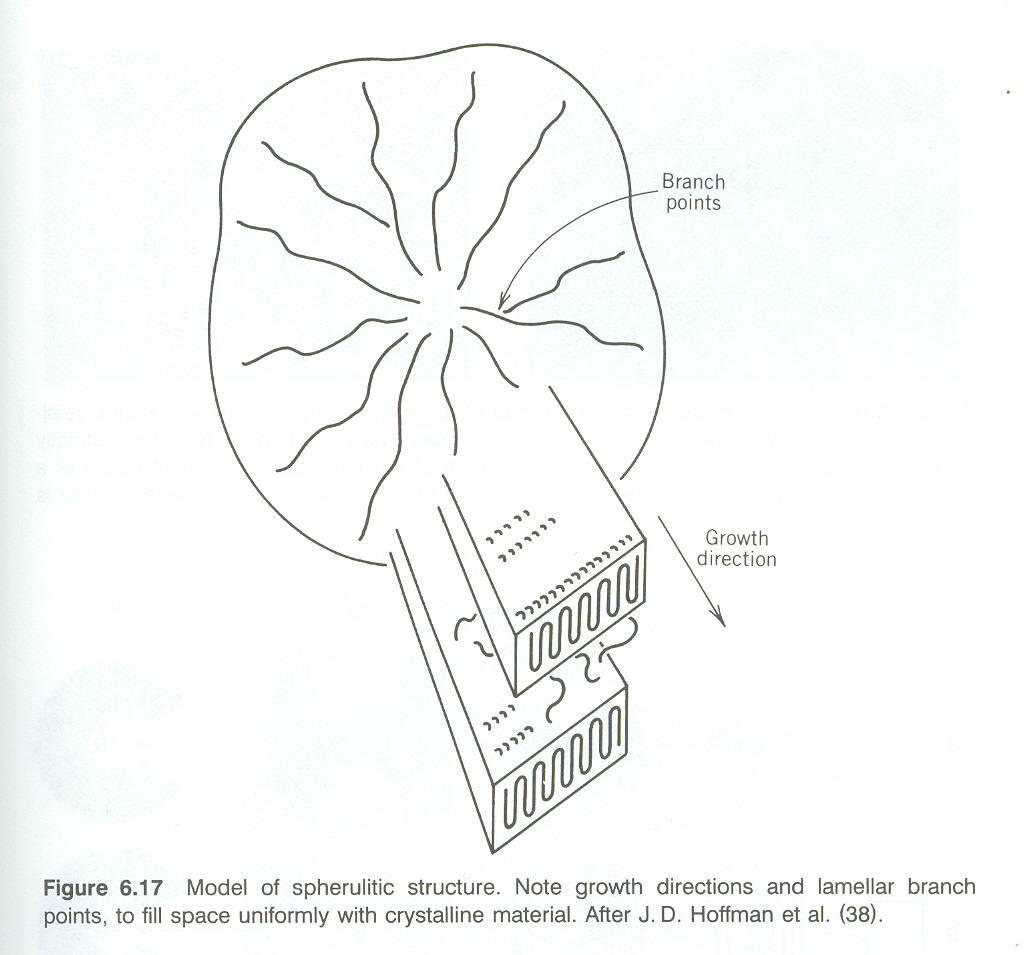 Branch
points
Growth
direction
Figure 6.17 Model of spherulitic structure. Note growth directions and lamellar branch
points, to fill space uniformly with crystalline material. After J. D. Hoffman et al. (38).